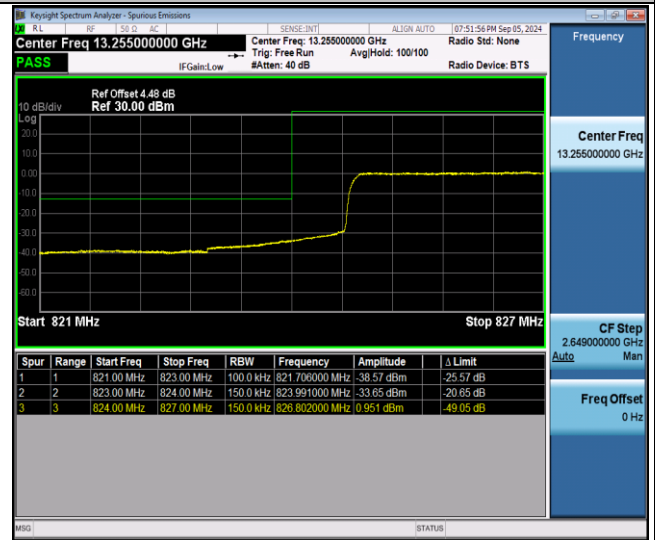 Keysight Spectrum Analyzer - Spurious Emissions
RL RF 50 Ω AC SENSE:INT ALIGN AUTO 07:51:56 PM Sep 05, 2024
Center Freq 13.255000000 GHz
PASS
IFGain:Low
Center Freq: 13.255000000 GHz
Trig: Free Run Avg|Hold: 100/100
#Atten: 40 dB
Radio Std: None
Radio Device: BTS
Frequency
Ref Offset 4.48 dB
10 dB/div Ref 30.00 dBm
Log
20.0
10.0
0.00
-10.0
-20.0
-30.0
-40.0
-50.0
-60.0
Start 821 MHz Stop 827 MHz
Spur Range Start Freq Stop Freq RBW Frequency Amplitude Δ Limit
1 1 821.00 MHz 823.00 MHz 100.0 kHz 821.706000 MHz -38.57 dBm -25.57 dB
2 2 823.00 MHz 824.00 MHz 150.0 kHz 823.991000 MHz -33.65 dBm -20.65 dB
3 3 824.00 MHz 827.00 MHz 150.0 kHz 826.802000 MHz 0.951 dBm -49.05 dB
Center Freq
13.255000000 GHz
CF Step
2.649000000 GHz
Auto Man
Freq Offset
0 Hz
MSG STATUS